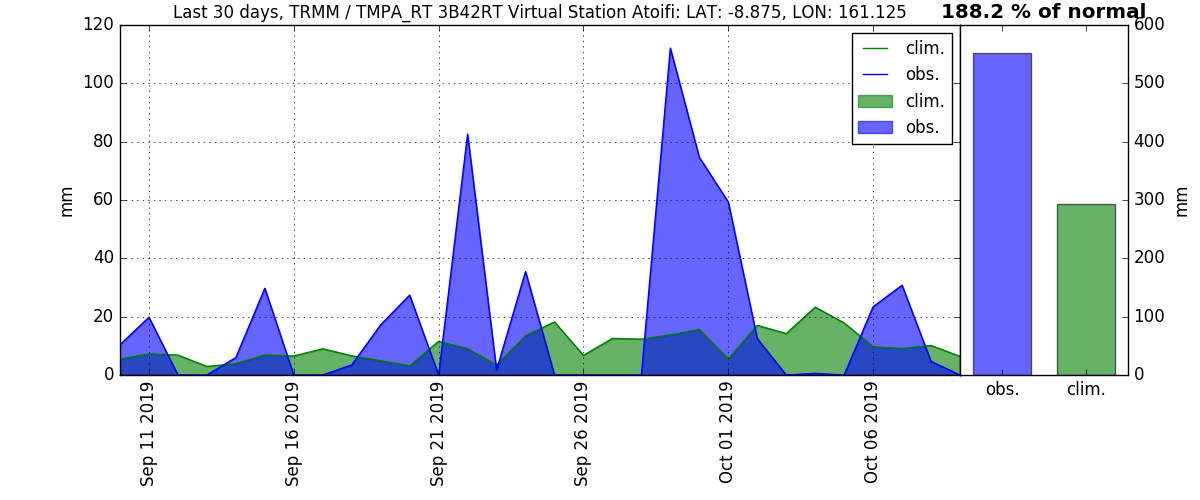 Last 30 days, TRMM / TMPA_RT 3B42RT Virtual Station Atoifi: LAT: -8.875, LON: 161.125
188.2 % of normal
120
100
80
60
40
20
0
mm
clim.
obs.
clim.
obs.
600
500
400
300
200
100
0
mm
Sep 11 2019
Sep 16 2019
Sep 21 2019
Sep 26 2019
Oct 01 2019
Oct 06 2019
obs.
clim.